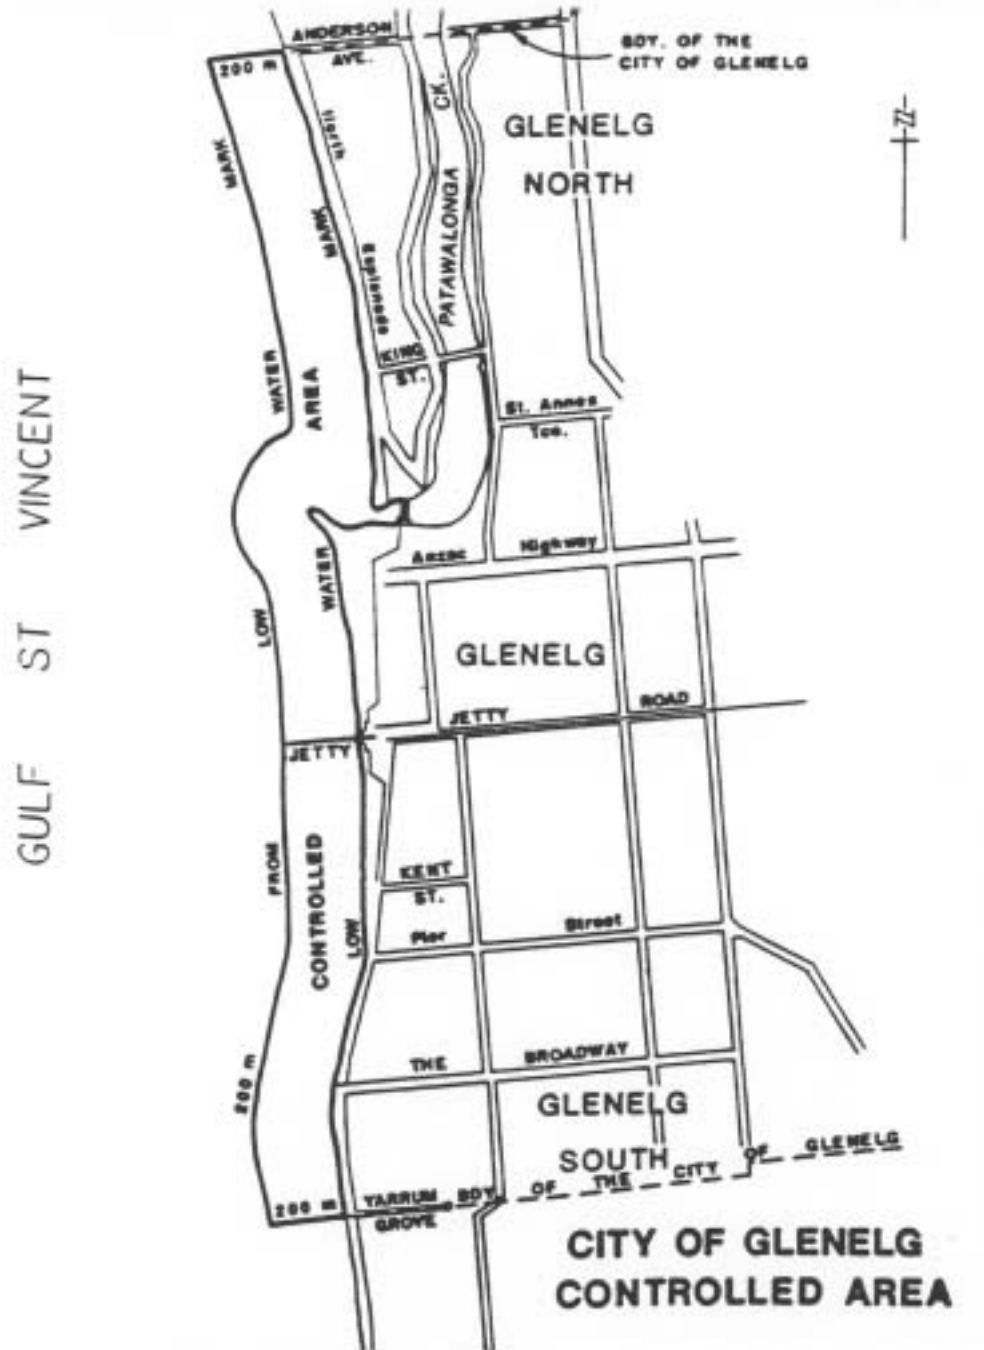 ANDERSON
AVE.
BDY. OF THE
CITY OF GLENELG
200 m
MARK
North
CK.
GLENELG
NORTH
N
MARK
PATAWALONGA
Esplanade
KING
ST.
WATER
AREA
St. Annes
Tce.
GULF ST VINCENT
Anzac Highway
WATER
LOW
GLENELG
JETTY ROAD
JETTY
FROM
CONTROLLED
LOW
KENT
ST.
Pier Street
THE BROADWAY
200 m
GLENELG
SOUTH
200 m
YARRUM
GROVE
BDY OF THE CITY OF GLENELG
CITY OF GLENELG
CONTROLLED AREA